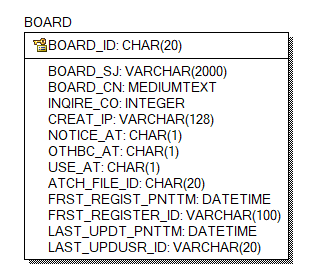 BOARD
BOARD_ID: CHAR(20)
BOARD_SJ: VARCHAR(2000)
BOARD_CN: MEDIUMTEXT
INQIRE_CO: INTEGER
CREAT_IP: VARCHAR(128)
NOTICE_AT: CHAR(1)
OTHBC_AT: CHAR(1)
USE_AT: CHAR(1)
ATCH_FILE_ID: CHAR(20)
FRST_REGIST_PNTTM: DATETIME
FRST_REGISTER_ID: VARCHAR(100)
LAST_UPDT_PNTTM: DATETIME
LAST_UPDUSR_ID: VARCHAR(20)